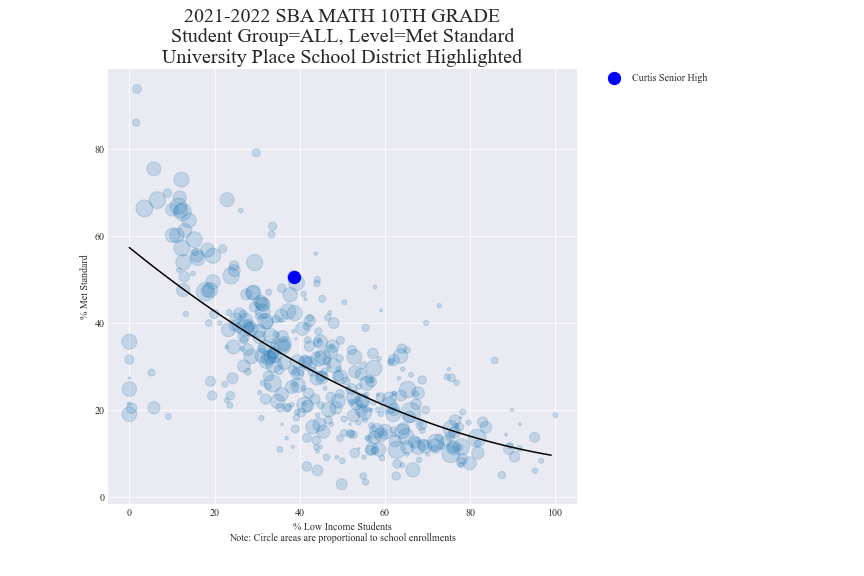 2021-2022 SBA MATH 10TH GRADE
Student Group=ALL, Level=Met Standard
University Place School District Highlighted
Curtis Senior High
80
60
40
20
0
% Met Standard
0 20 40 60 80 100
% Low Income Students
Note: Circle areas are proportional to school enrollments